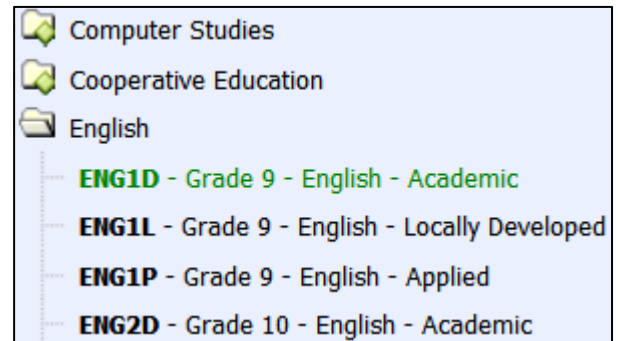 Computer Studies
Cooperative Education
English
ENG1D - Grade 9 - English - Academic
ENG1L - Grade 9 - English - Locally Developed
ENG1P - Grade 9 - English - Applied
ENG2D - Grade 10 - English - Academic